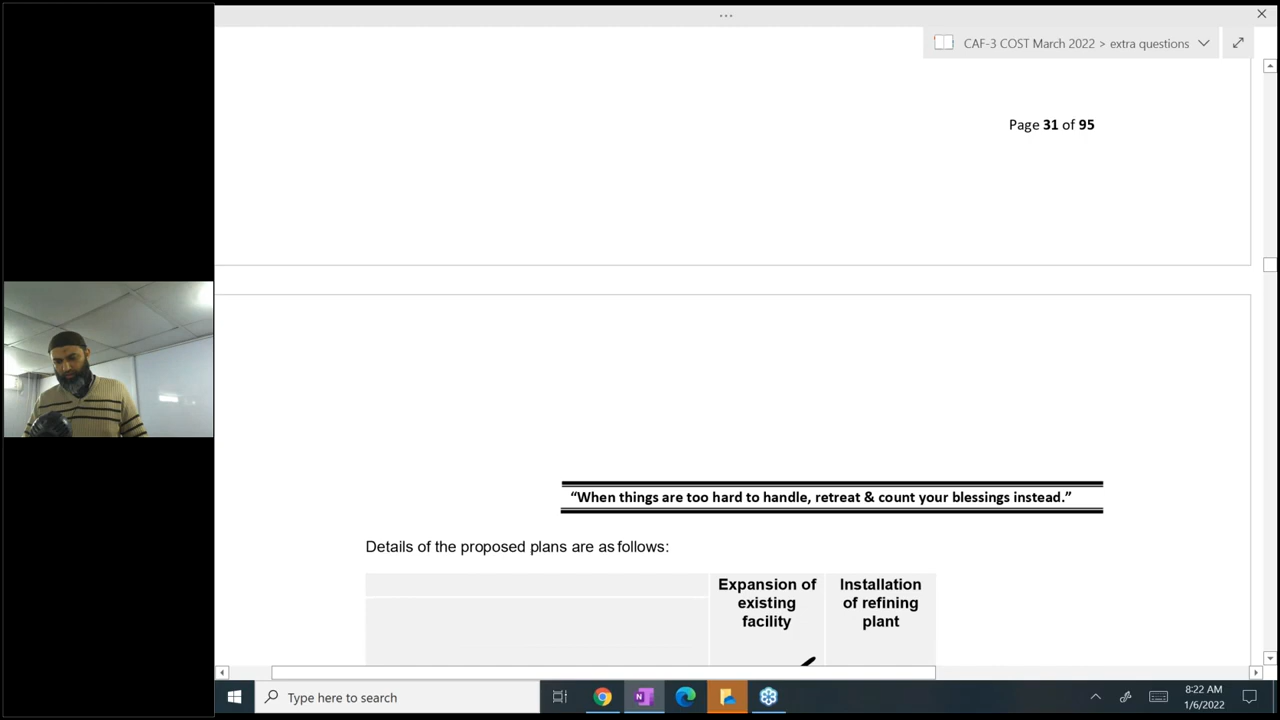 CAF-3 COST March 2022 > extra questions
Page 31 of 95
“When things are too hard to handle, retreat & count your blessings instead.”
Details of the proposed plans are as follows:
Expansion of existing facility
Installation of refining plant
Type here to search
8:22 AM
1/6/2022